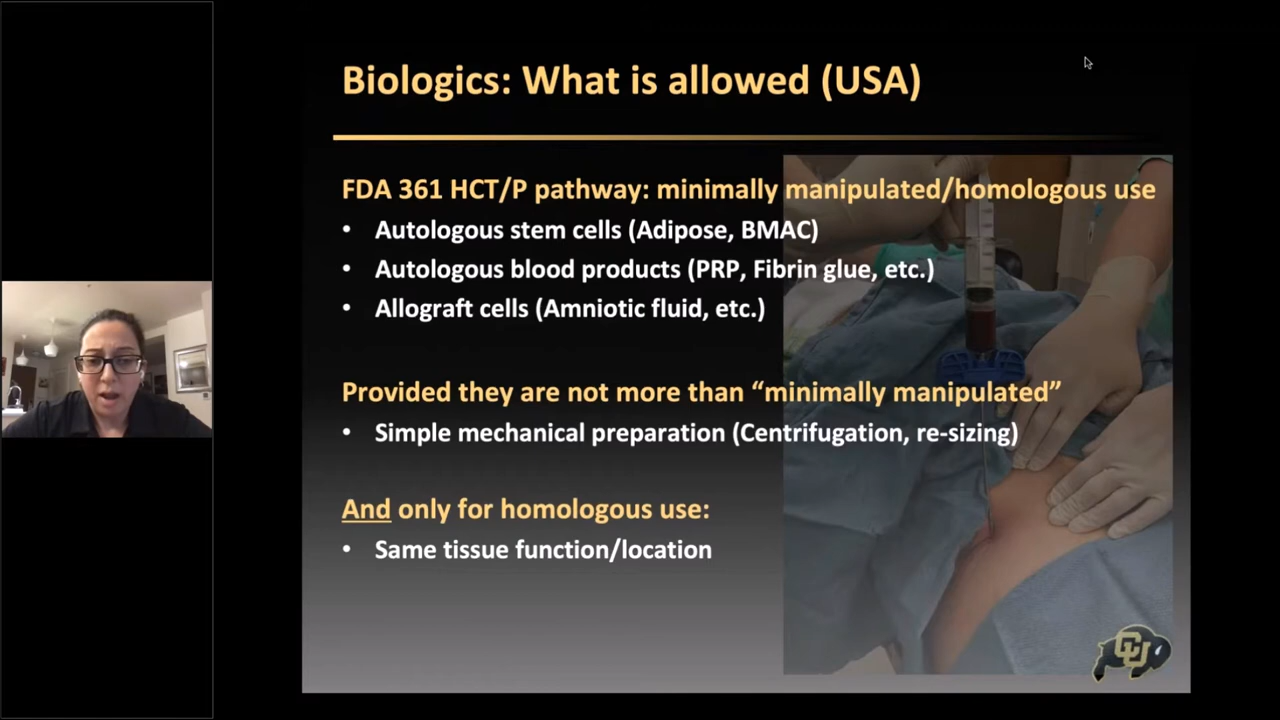 Biologics: What is allowed (USA)
FDA 361 HCT/P pathway: minimally manipulated/homologous use
• Autologous stem cells (Adipose, BMAC)
• Autologous blood products (PRP, Fibrin glue, etc.)
• Allograft cells (Amniotic fluid, etc.)
Provided they are not more than “minimally manipulated”
• Simple mechanical preparation (Centrifugation, re-sizing)
And only for homologous use:
• Same tissue function/location
CU